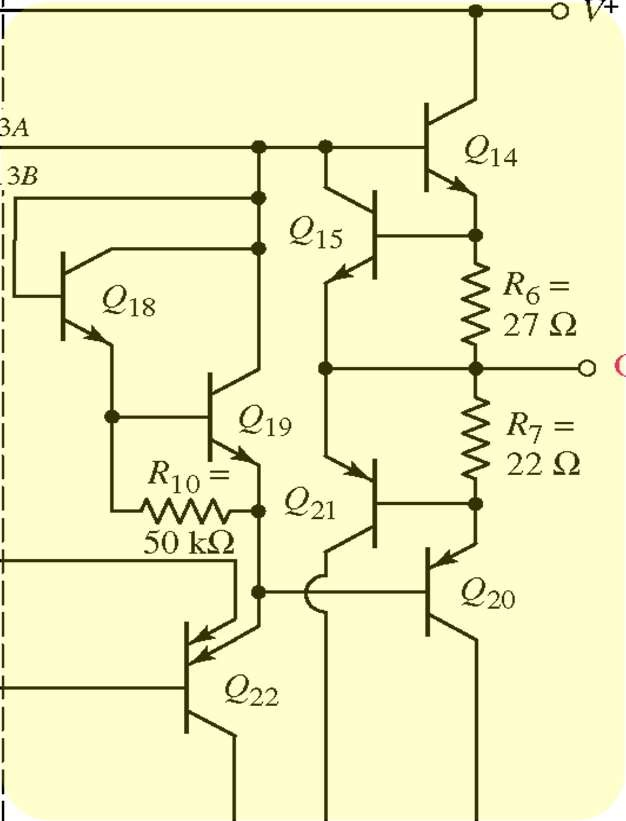 V+
3A
3B
Q14
Q15
R6 =
27 Ω
Q18
Q19
R7 =
22 Ω
R10 =
50 kΩ
Q21
Q20
Q22